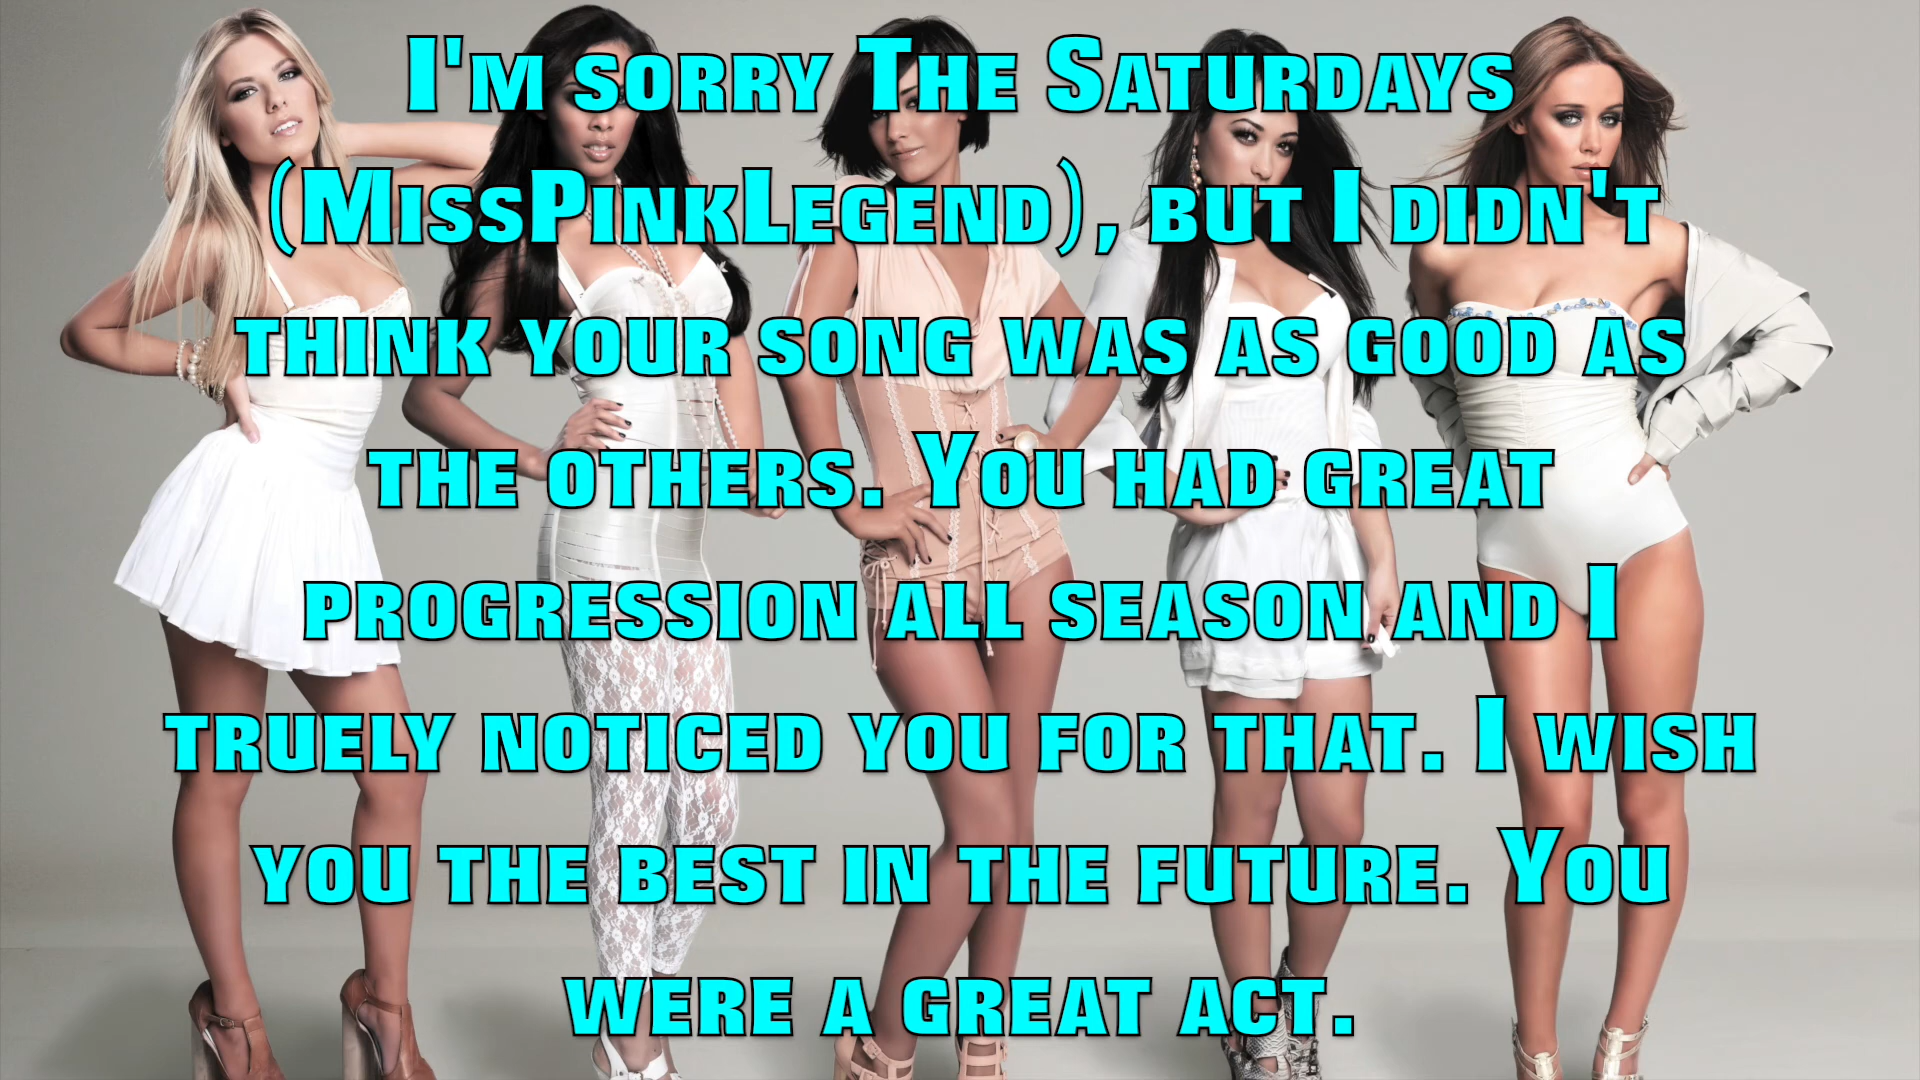 I'm sorry The Saturdays
(MissPinkLegend), but I didn't
think your song was as good as
the others. You had great
progression all season and I
truely noticed you for that. I wish
you the best in the future. You
were a great act.